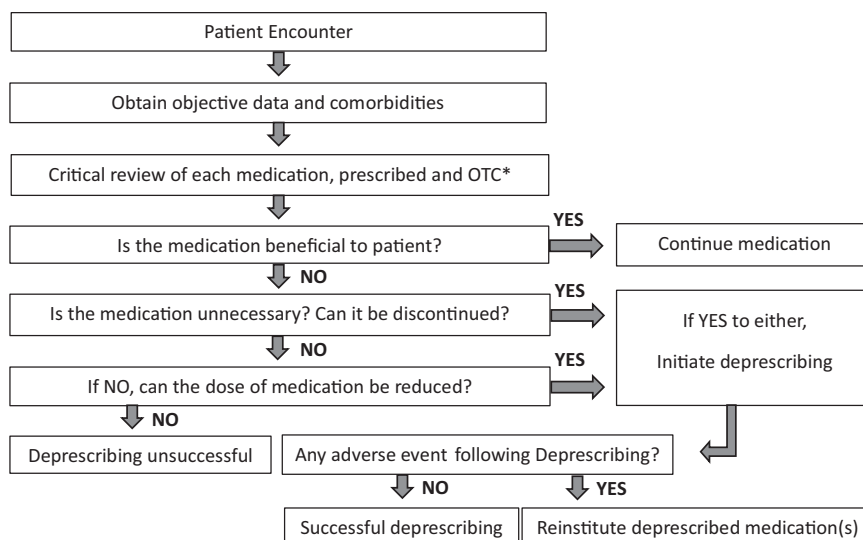 Patient Encounter
Obtain objective data and comorbidities
Critical review of each medication, prescribed and OTC*
YES
Is the medication beneficial to patient?
Continue medication
NO
YES
Is the medication unnecessary? Can it be discontinued?
If YES to either,
Initiate deprescribing
NO
YES
If NO, can the dose of medication be reduced?
NO
Deprescribing unsuccessful
Any adverse event following Deprescribing?
NO
YES
Successful deprescribing
Reinstitute deprescribed medication(s)